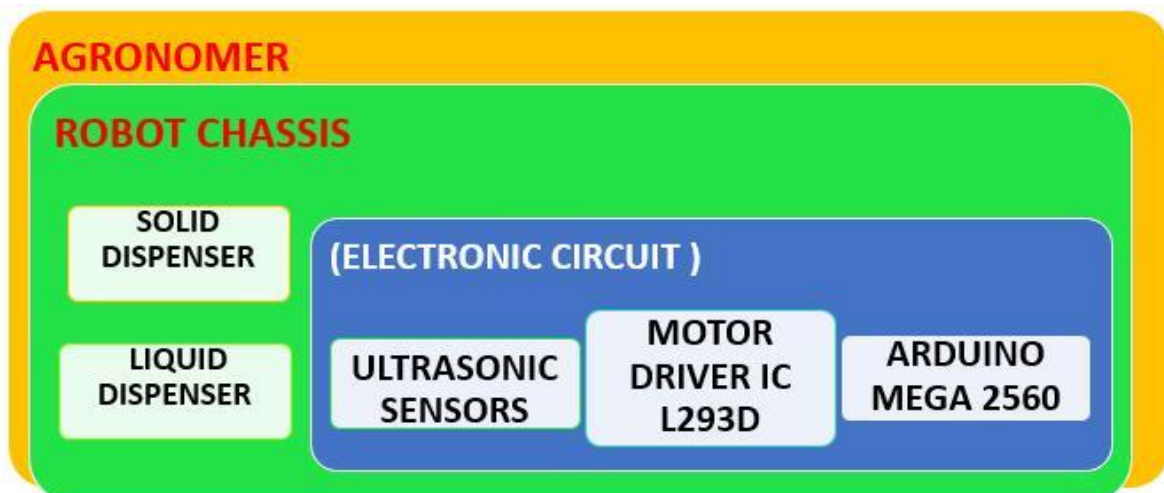 AGRONOMER
ROBOT CHASSIS
SOLID
DISPENSER
(ELECTRONIC CIRCUIT )
LIQUID
DISPENSER
ULTRASONIC
SENSORS
MOTOR
DRIVER IC
L293D
ARDUINO
MEGA 2560